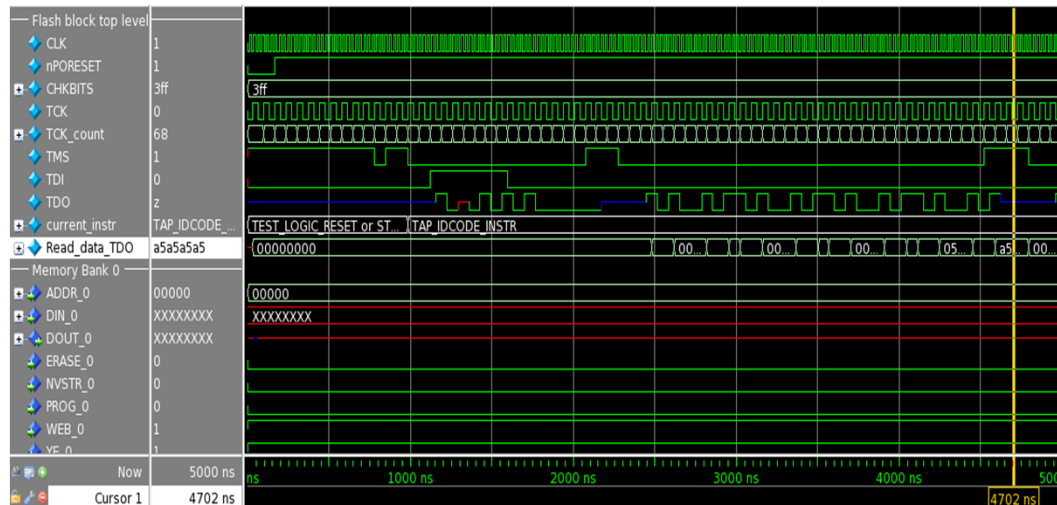 Flash block top level
CLK 1
nPORESET 1
CHKBITS 3ff 3ff
TCK 0
TCK_count 68
TMS 1
TDI 0
TDO z
current_instr TAP_IDCODE_... TEST_LOGIC_RESET or ST... TAP_IDCODE_INSTR
Read_data_TDO a5a5a5a5 00000000 00... 00... 00... 05... a5... 00...
Memory Bank 0
ADDR_0 00000 00000
DIN_0 XXXXXXXX XXXXXXXX
DOUT_0 XXXXXXXX
ERASE_0 0
NVSTR_0 0
PROG_0 0
WEB_0 1
YE_0 1
Now 5000 ns ns 1000 ns 2000 ns 3000 ns 4000 ns 500
Cursor 1 4702 ns 4702 ns